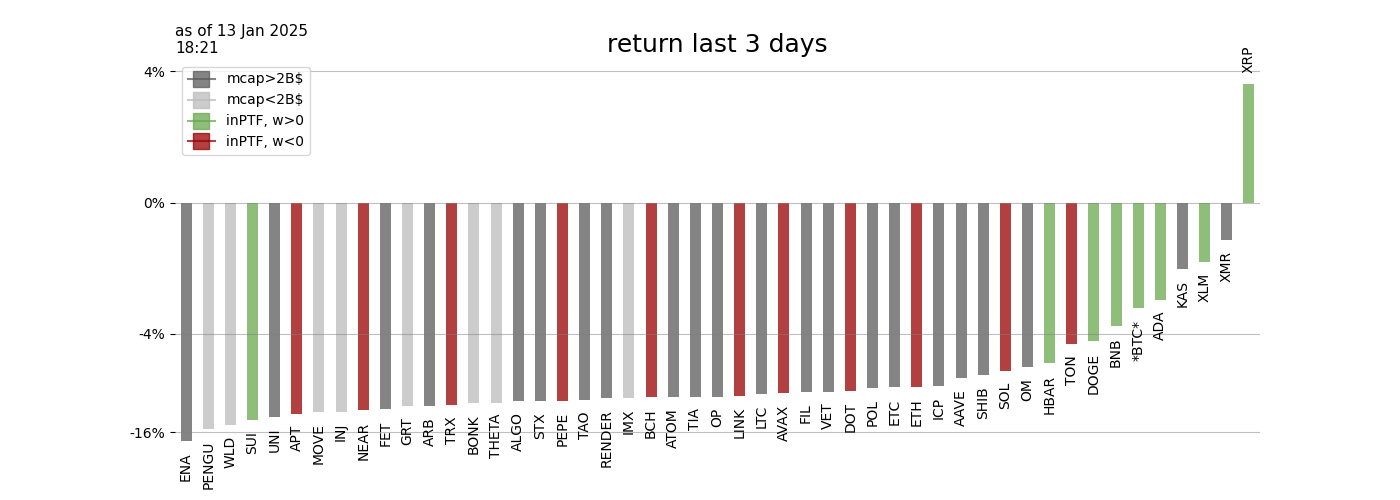 as of 13 Jan 2025
18:21
return last 3 days
4%
0%
-4%
-16%
mcap>2B$
mcap<2B$
inPTF, w>0
inPTF, w<0
ENA
PENGU
WLD
SUI
UNI
APT
MOVE
INJ
NEAR
FET
GRT
ARB
TRX
BONK
THETA
ALGO
STX
PEPE
TAO
RENDER
IMX
BCH
ATOM
TIA
OP
LINK
LTC
AVAX
FIL
VET
DOT
POL
ETC
ETH
ICP
AAVE
SHIB
SOL
OM
HBAR
TON
DOGE
BNB
*BTC*
ADA
KAS
XLM
XMR
XRP